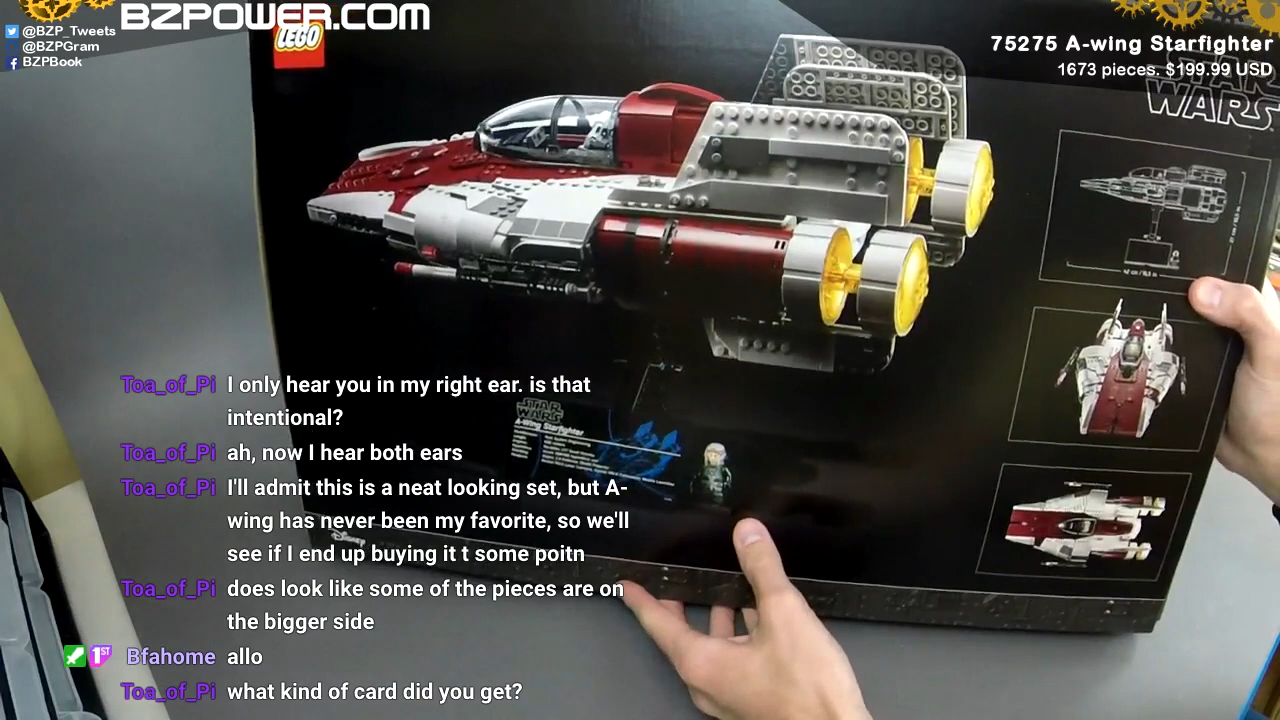 BZPOWER.COM
@BZP_Tweets
@BZPGram
BZPBook
LEGO
75275 A-wing Starfighter
1673 pieces. $199.99 USD
STAR
WARS
STAR
WARS
A-Wing Starfighter
Disney
Toa_of_Pi I only hear you in my right ear. is that
intentional?
Toa_of_Pi ah, now I hear both ears
Toa_of_Pi I'll admit this is a neat looking set, but A-
wing has never been my favorite, so we'll
see if I end up buying it t some poitn
Toa_of_Pi does look like some of the pieces are on
the bigger side
1ST Bfahome allo
Toa_of_Pi what kind of card did you get?